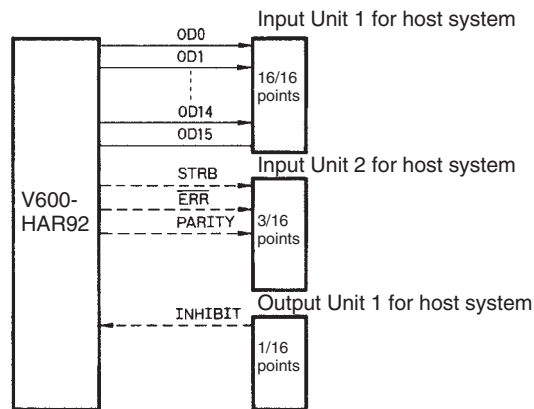 Input Unit 1 for host system
OD0
OD1
16/16
points
OD14
OD15
Input Unit 2 for host system
STRB
ERR
PARITY
3/16
points
V600-
HAR92
Output Unit 1 for host system
INHIBIT
1/16
points